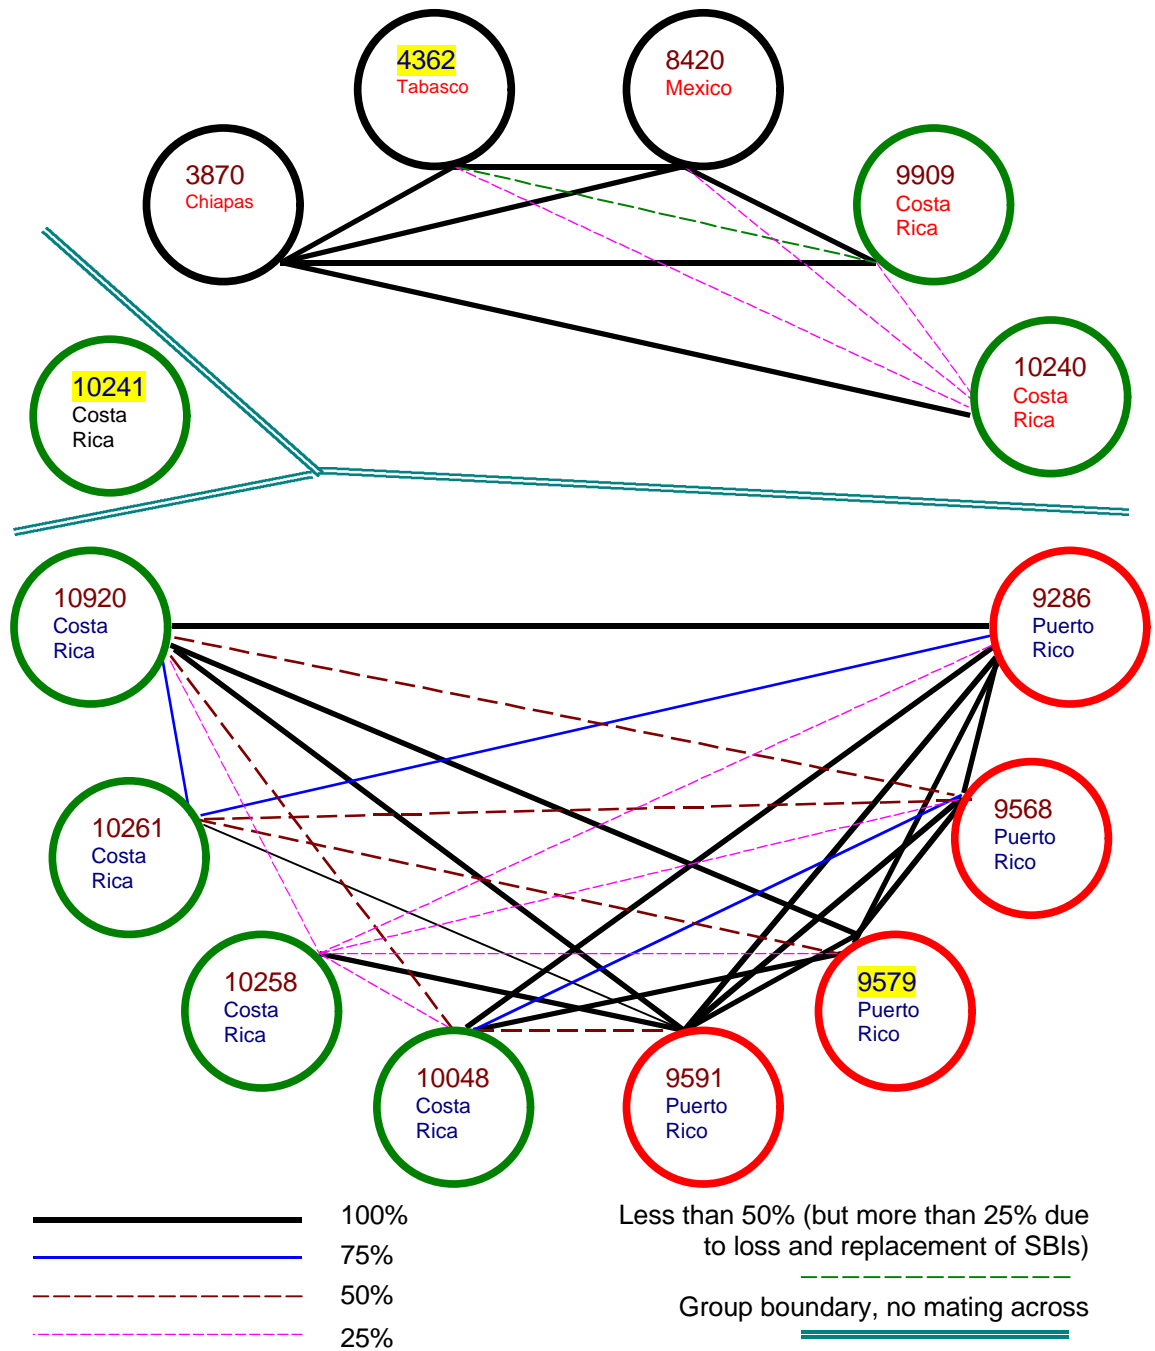 4362
Tabasco
8420
Mexico
3870
Chiapas
9909
Costa
Rica
10240
Costa
Rica
10241
Costa
Rica
10920
Costa
Rica
9286
Puerto
Rico
10261
Costa
Rica
9568
Puerto
Rico
10258
Costa
Rica
9579
Puerto
Rico
10048
Costa
Rica
9591
Puerto
Rico
100%
75%
50%
25%
Less than 50% (but more than 25% due
to loss and replacement of SBIs)
Group boundary, no mating across